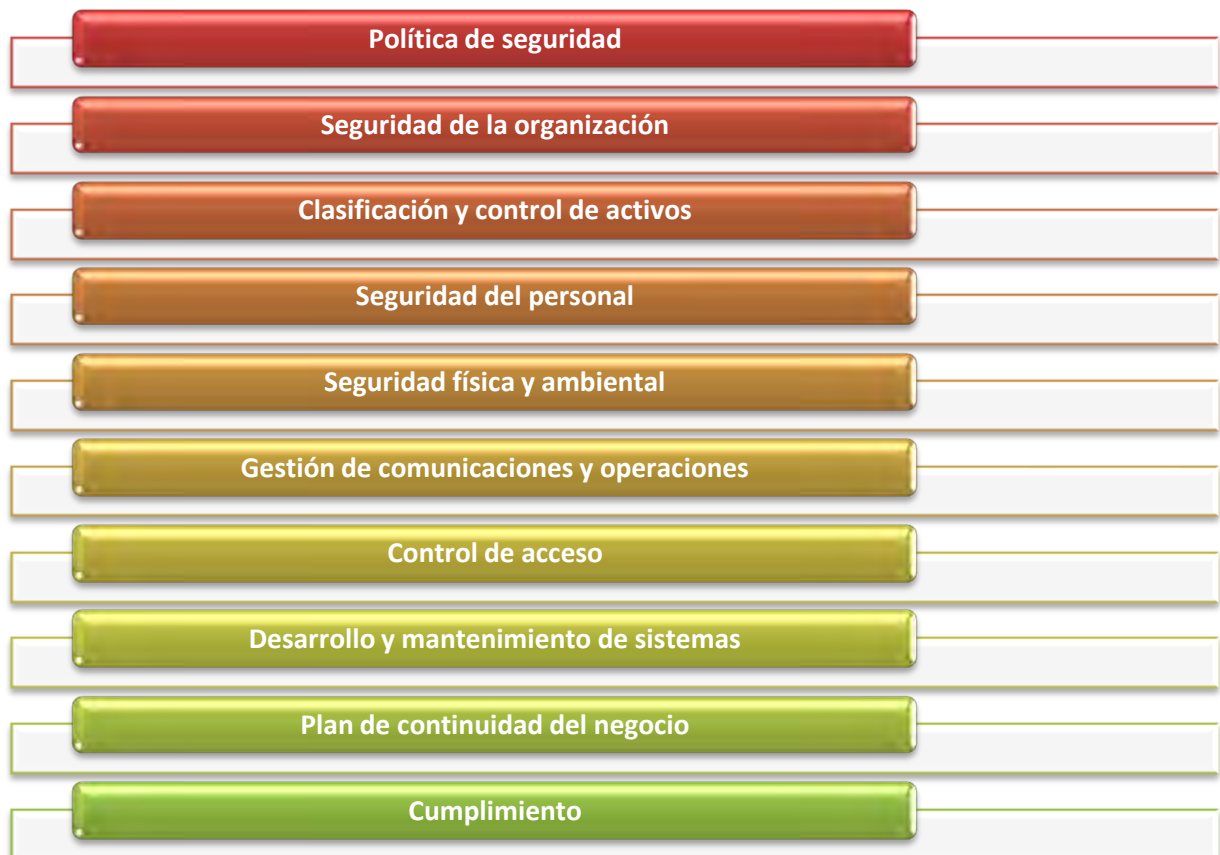 Política de seguridad
Seguridad de la organización
Clasificación y control de activos
Seguridad del personal
Seguridad física y ambiental
Gestión de comunicaciones y operaciones
Control de acceso
Desarrollo y mantenimiento de sistemas
Plan de continuidad del negocio
Cumplimiento